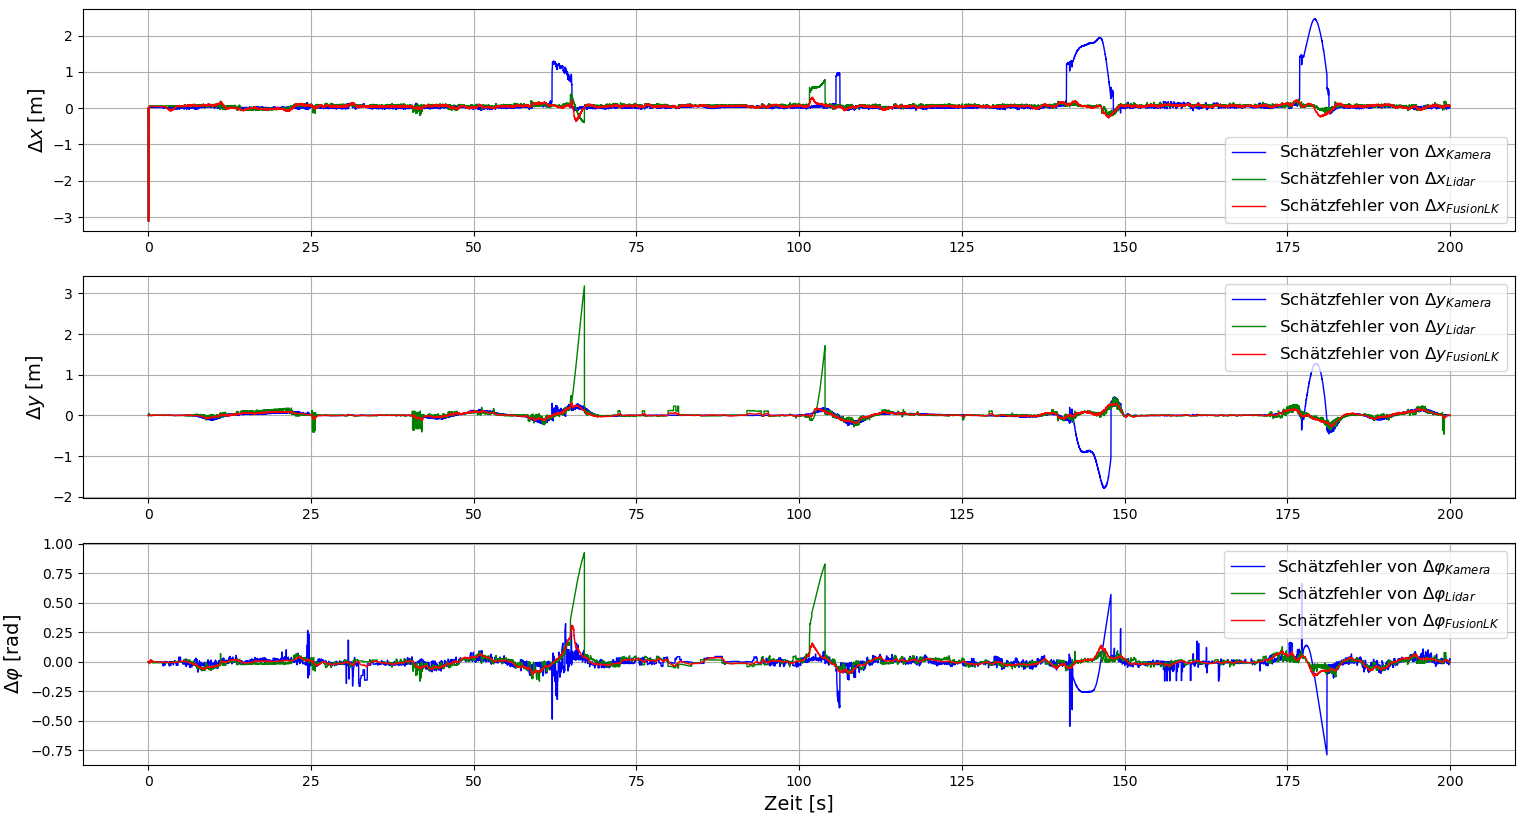 2
1
0
−1
−2
−3
Δx [m]
Schätzfehler von Δx_Kamera
Schätzfehler von Δx_Lidar
Schätzfehler von Δx_FusionLK
0 25 50 75 100 125 150 175 200
3
2
1
0
−1
−2
Δy [m]
Schätzfehler von Δy_Kamera
Schätzfehler von Δy_Lidar
Schätzfehler von Δy_FusionLK
0 25 50 75 100 125 150 175 200
1.00
0.75
0.50
0.25
0.00
−0.25
−0.50
−0.75
Δφ [rad]
Schätzfehler von Δφ_Kamera
Schätzfehler von Δφ_Lidar
Schätzfehler von Δφ_FusionLK
0 25 50 75 100 125 150 175 200
Zeit [s]